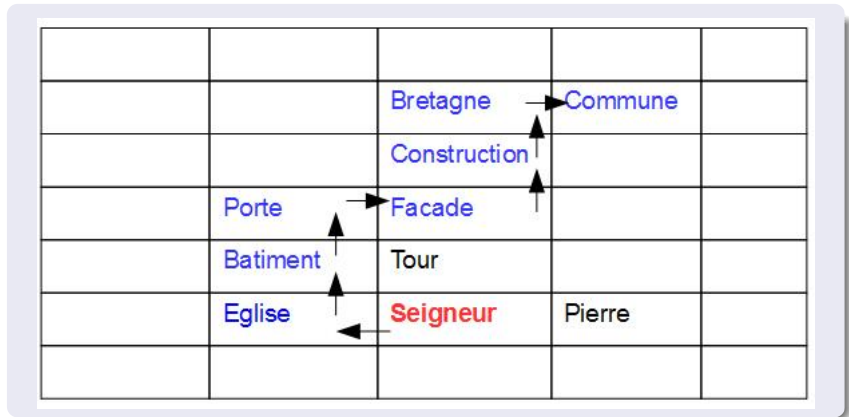 Bretagne Commune
Construction
Porte Facade
Batiment Tour
Eglise Seigneur Pierre